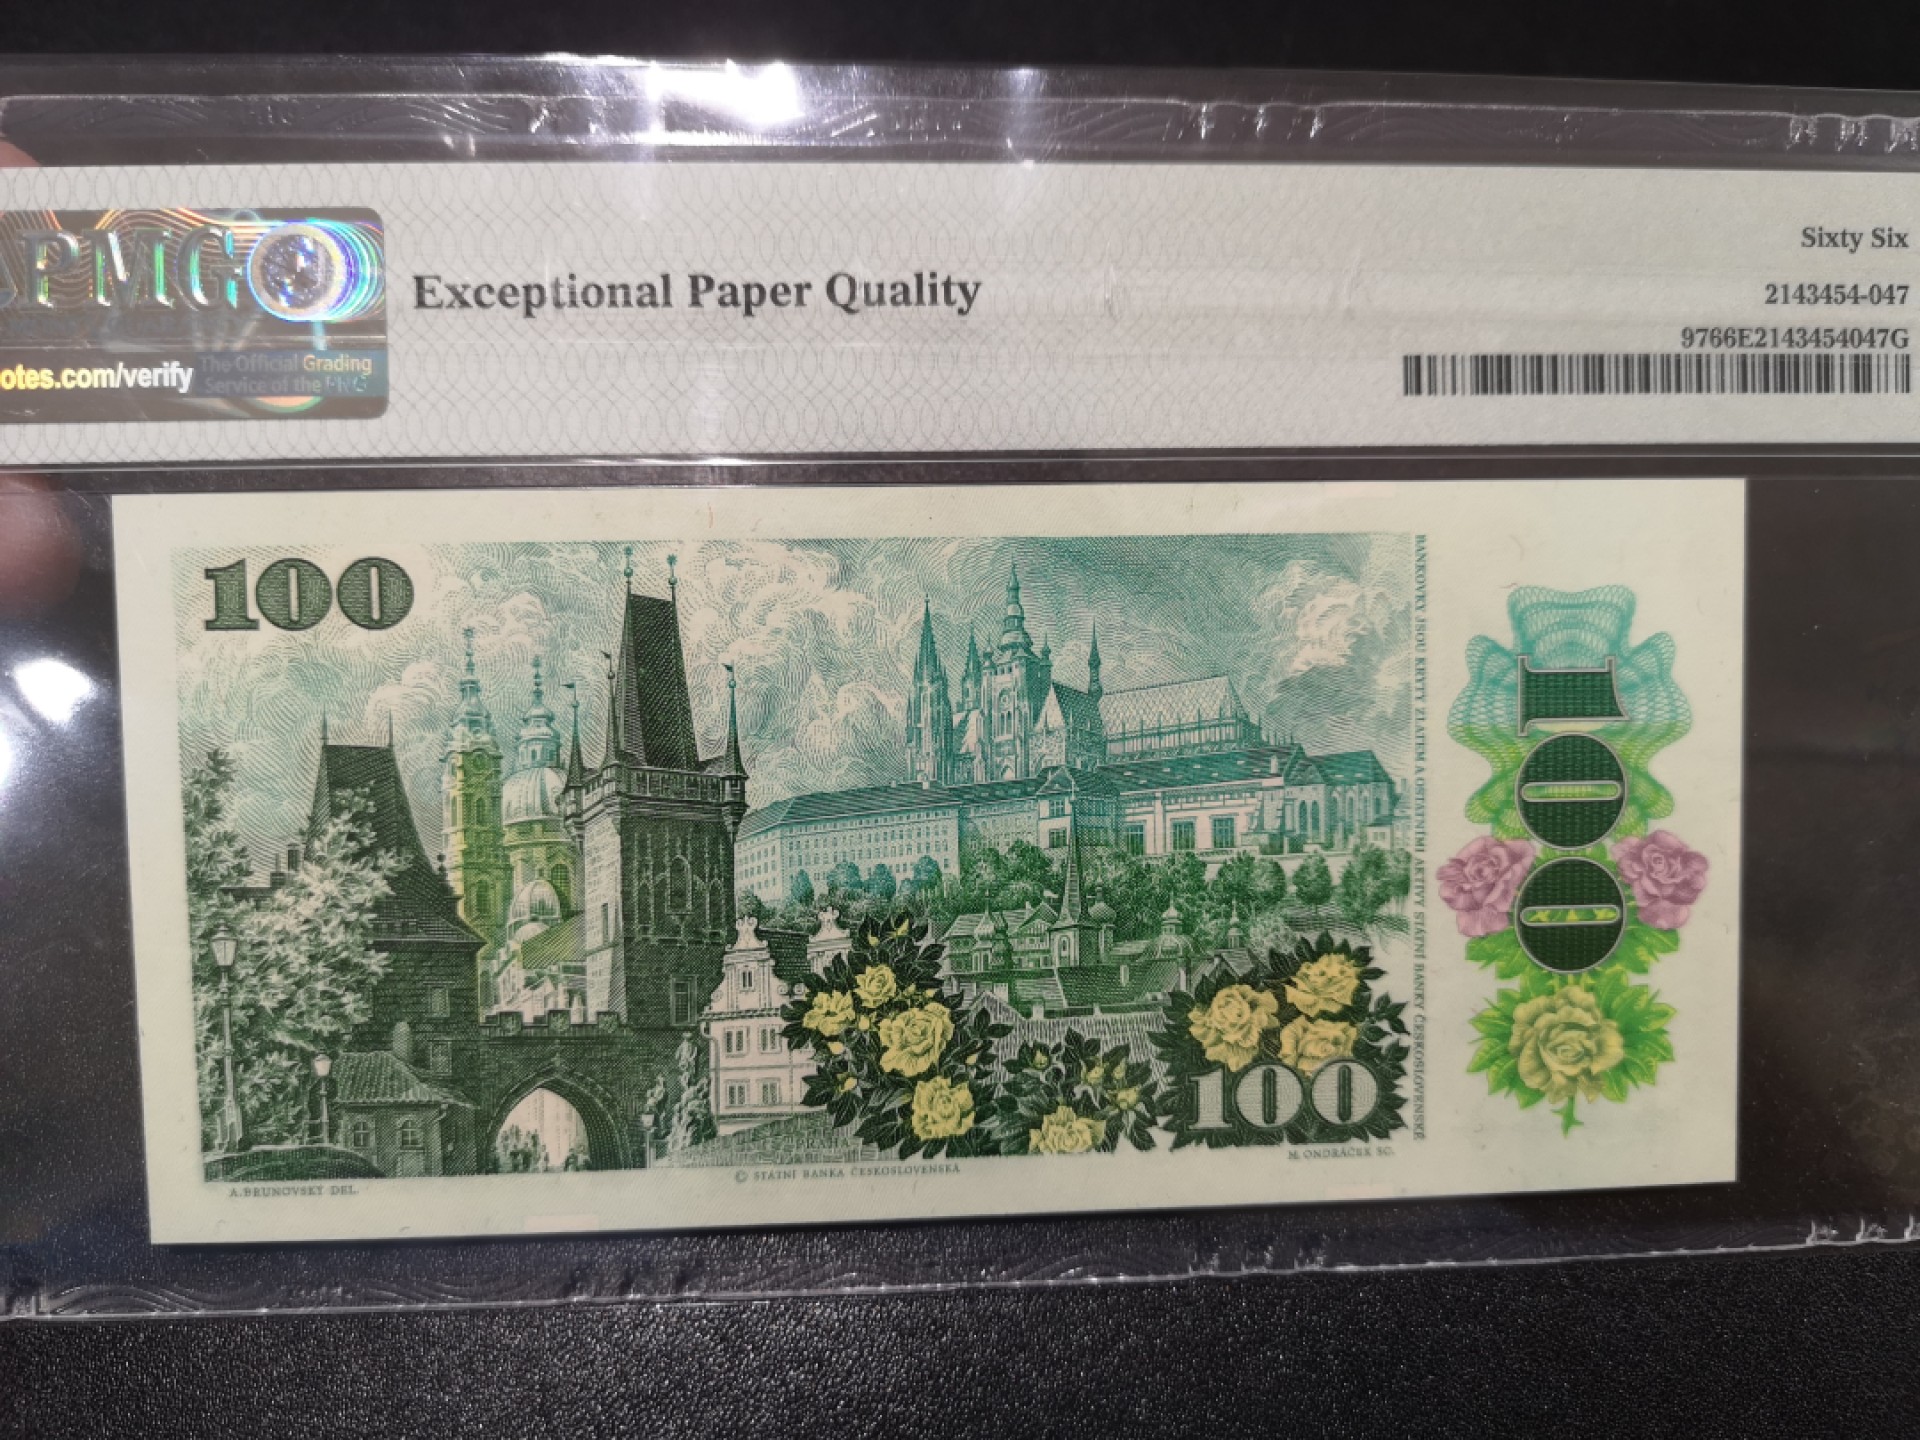 PMG
otes.com/verify
The Official Grading
Service of the PNG
Exceptional Paper Quality
Sixty Six
2143454-047
9766E2143454047G
100
BANKOVKY JSOU KRYTY ZLATEM A OSTATNÍMI AKTIVY STÁTNÍ BANKY ČESKOSLOVENSKÉ
100
100
PRAHA
A. BRUNOVSKÝ DEL.
© STÁTNÍ BANKA ČESKOSLOVENSKÁ
M. ONDRÁČEK SC.